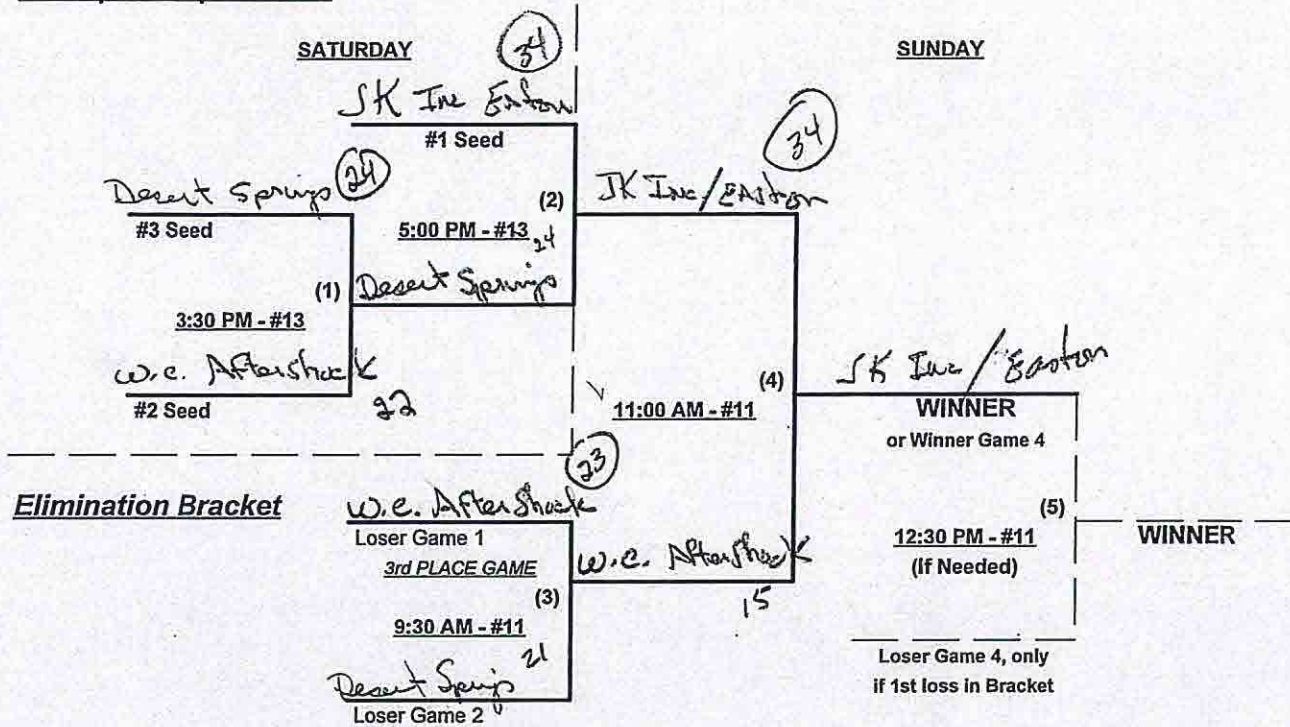 SATURDAY
SUNDAY
34
JK Inc Easton
#1 Seed
34
Desert Springs 24
#3 Seed
(2)
JK Inc/Easton
5:00 PM - #13 24
(1)
Desert Springs
3:30 PM - #13
W.C. Aftershock
#2 Seed
22
(4)
11:00 AM - #11
JK Inc/Easton
WINNER
or Winner Game 4
23
Elimination Bracket
W.C. Aftershock
Loser Game 1
3rd PLACE GAME
W.C. Aftershock
(3)
15
9:30 AM - #11
21
Desert Springs
Loser Game 2
(5)
12:30 PM - #11
(If Needed)
WINNER
Loser Game 4, only
if 1st loss in Bracket